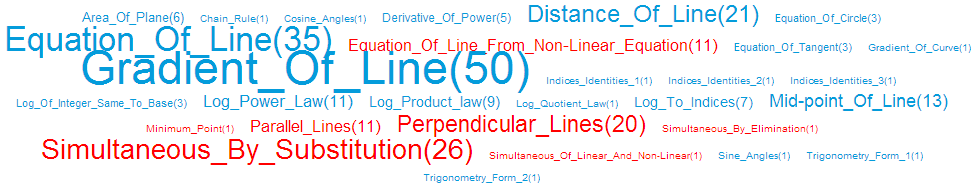 Area_Of_Plane(6) Chain_Rule(1) Cosine_Angles(1) Derivative_Of_Power(5) Distance_Of_Line(21) Equation_Of_Circle(3)
Equation_Of_Line(35) Equation_Of_Line_From_Non-Linear_Equation(11) Equation_Of_Tangent(3) Gradient_Of_Curve(1)
Gradient_Of_Line(50) Indices_Identities_1(1) Indices_Identities_2(1) Indices_Identities_3(1)
Log_Of_Integer_Same_To_Base(3) Log_Power_Law(11) Log_Product_law(9) Log_Quotient_Law(1) Log_To_Indices(7) Mid-point_Of_Line(13)
Minimum_Point(1) Parallel_Lines(11) Perpendicular_Lines(20) Simultaneous_By_Elimination(1)
Simultaneous_By_Substitution(26) Simultaneous_Of_Linear_And_Non-Linear(1) Sine_Angles(1) Trigonometry_Form_1(1)
Trigonometry_Form_2(1)